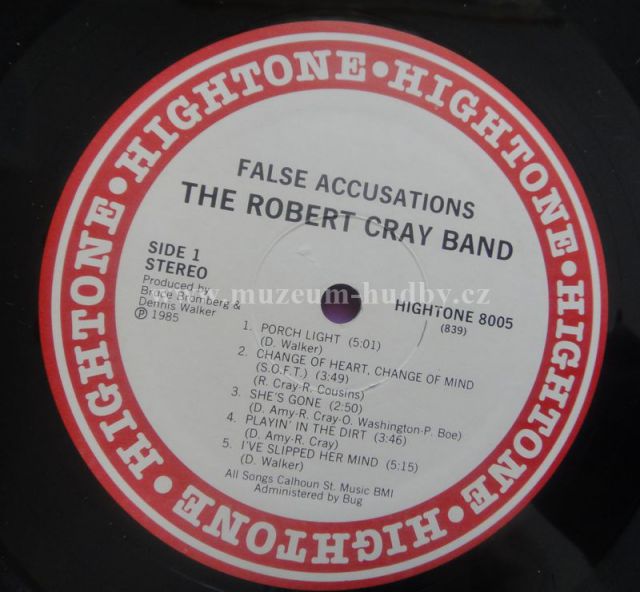 HIGHTONE • HIGHTONE • HIGHTONE • HIGHTONE • HIGHTONE • HIGHTONE • HIGHTONE •
FALSE ACCUSATIONS
THE ROBERT CRAY BAND
SIDE 1
STEREO
Produced by
Bruce Bromberg &
Dennis Walker
℗ 1985
www.muzeum-hudby.cz
HIGHTONE 8005
(839)
1. PORCH LIGHT (5:01)
(D. Walker)
2. CHANGE OF HEART, CHANGE OF MIND
(S.O.F.T.) (3:49)
(R. Cray-R. Cousins)
3. SHE'S GONE (2:50)
(D. Amy-R. Cray-O. Washington-P. Boe)
4. PLAYIN' IN THE DIRT (3:46)
(D. Amy-R. Cray)
5. I'VE SLIPPED HER MIND (5:15)
(D. Walker)
All Songs Calhoun St. Music BMI
Administered by Bug